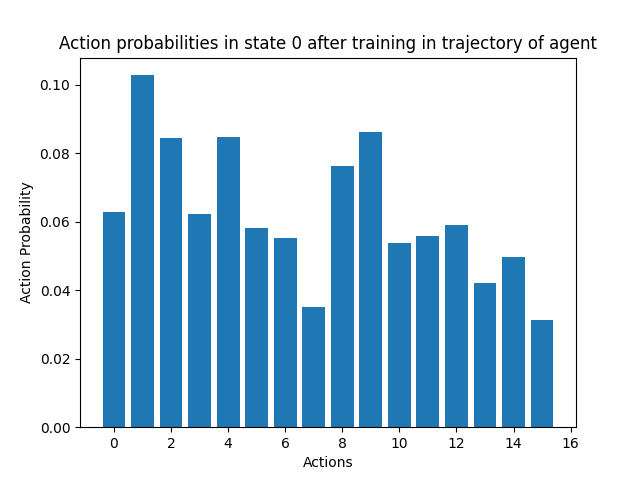 Action probabilities in state 0 after training in trajectory of agent
0.10
0.08
0.06
0.04
0.02
0.00
Action Probability
0 2 4 6 8 10 12 14 16
Actions